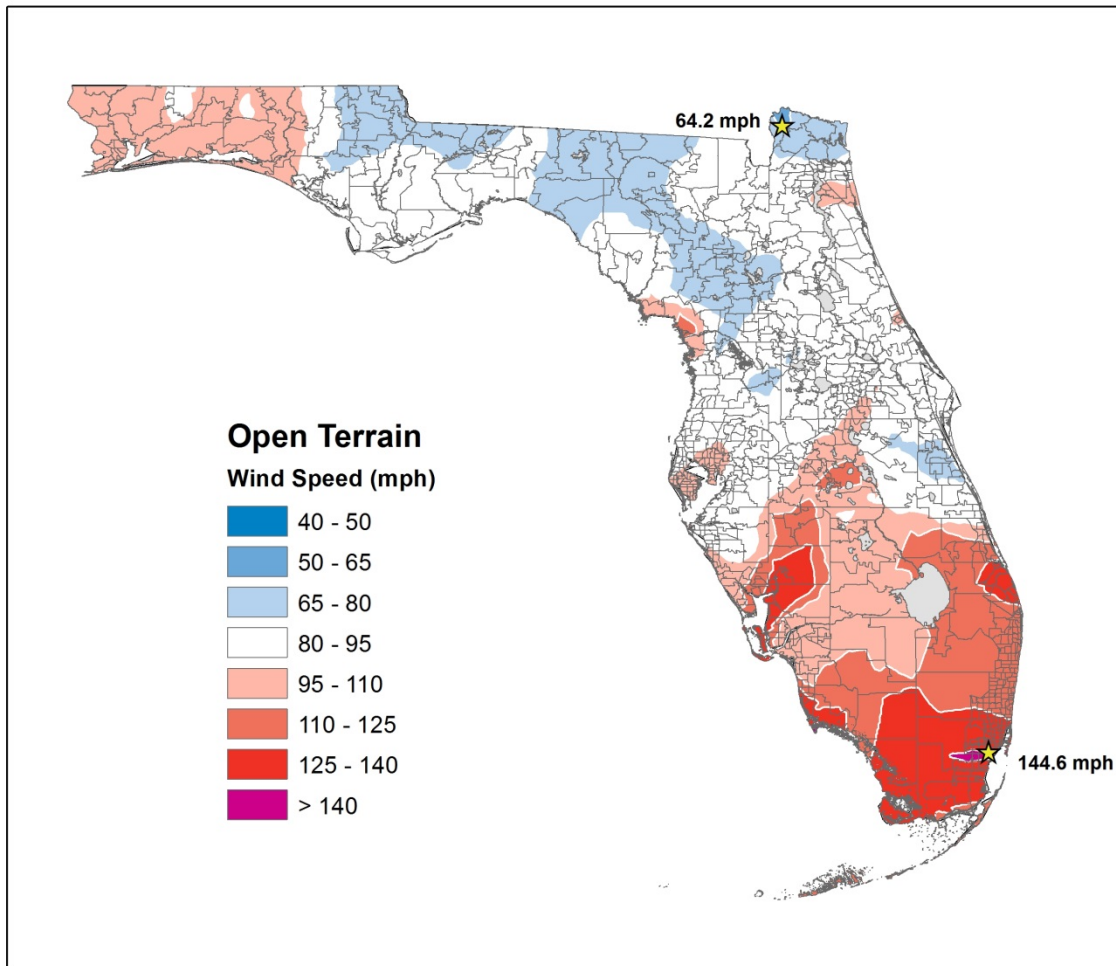 64.2 mph
Open Terrain
Wind Speed (mph)
40 - 50
50 - 65
65 - 80
80 - 95
95 - 110
110 - 125
125 - 140
> 140
144.6 mph